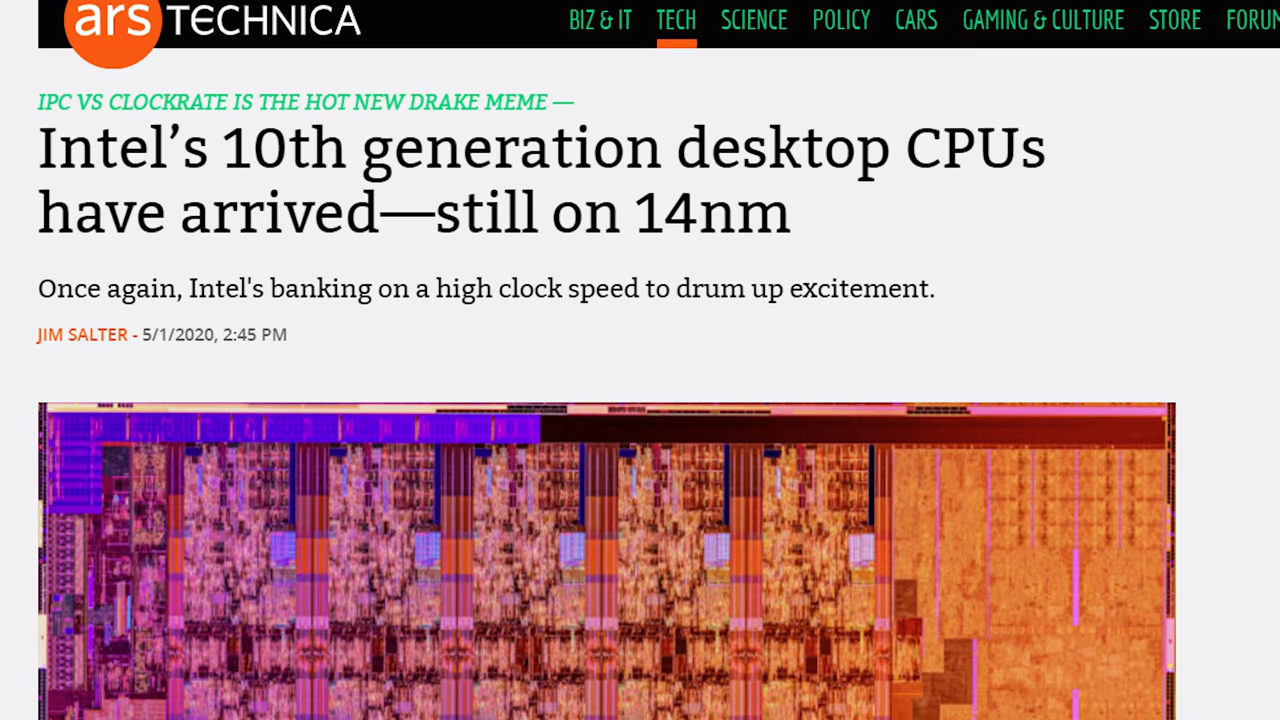 ars TECHNICA
BIZ & IT TECH SCIENCE POLICY CARS GAMING & CULTURE STORE
IPC VS CLOCKRATE IS THE HOT NEW DRAKE MEME —
Intel’s 10th generation desktop CPUs
have arrived—still on 14nm
Once again, Intel's banking on a high clock speed to drum up excitement.
JIM SALTER - 5/1/2020, 2:45 PM